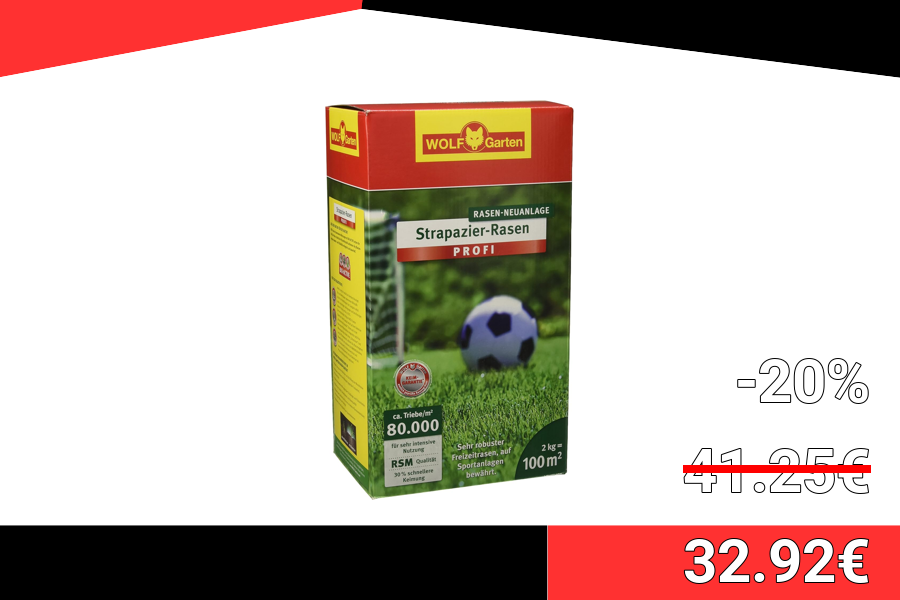 WOLF Garten
RASEN-NEUANLAGE
Strapazier-Rasen
PROFI
ca. Triebe/m²
80.000
für sehr intensive
Nutzung
RSM Qualität
30% schnellere
Keimung
Sehr robuster
Freizeitrasen, auf
Sportanlagen
bewährt.
2 kg =
100 m²
-20%
41.25€
32.92€